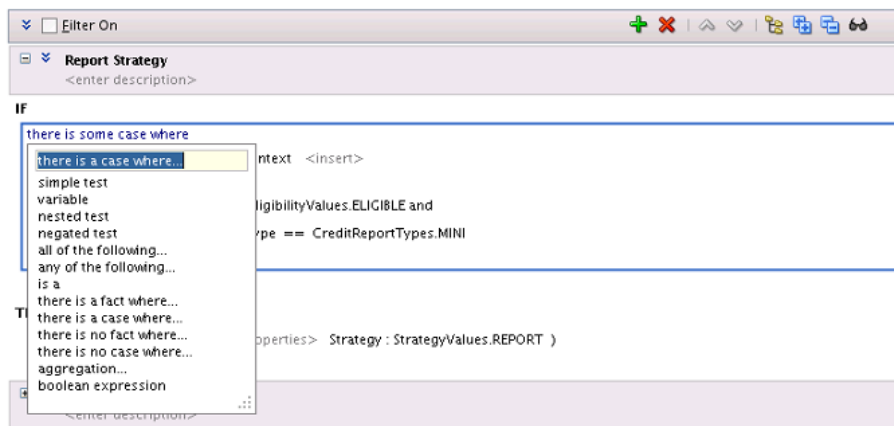 Filter On
Report Strategy
<enter description>
IF
there is some case where
there is a case where...
ntext <insert>
simple test
variable
nested test
ligibilityValues.ELIGIBLE and
negated test
ype == CreditReportTypes.MINI
all of the following...
any of the following...
is a
there is a fact where...
there is a case where...
there is no fact where...
operties> Strategy : StrategyValues.REPORT )
there is no case where...
aggregation...
boolean expression
<enter description>